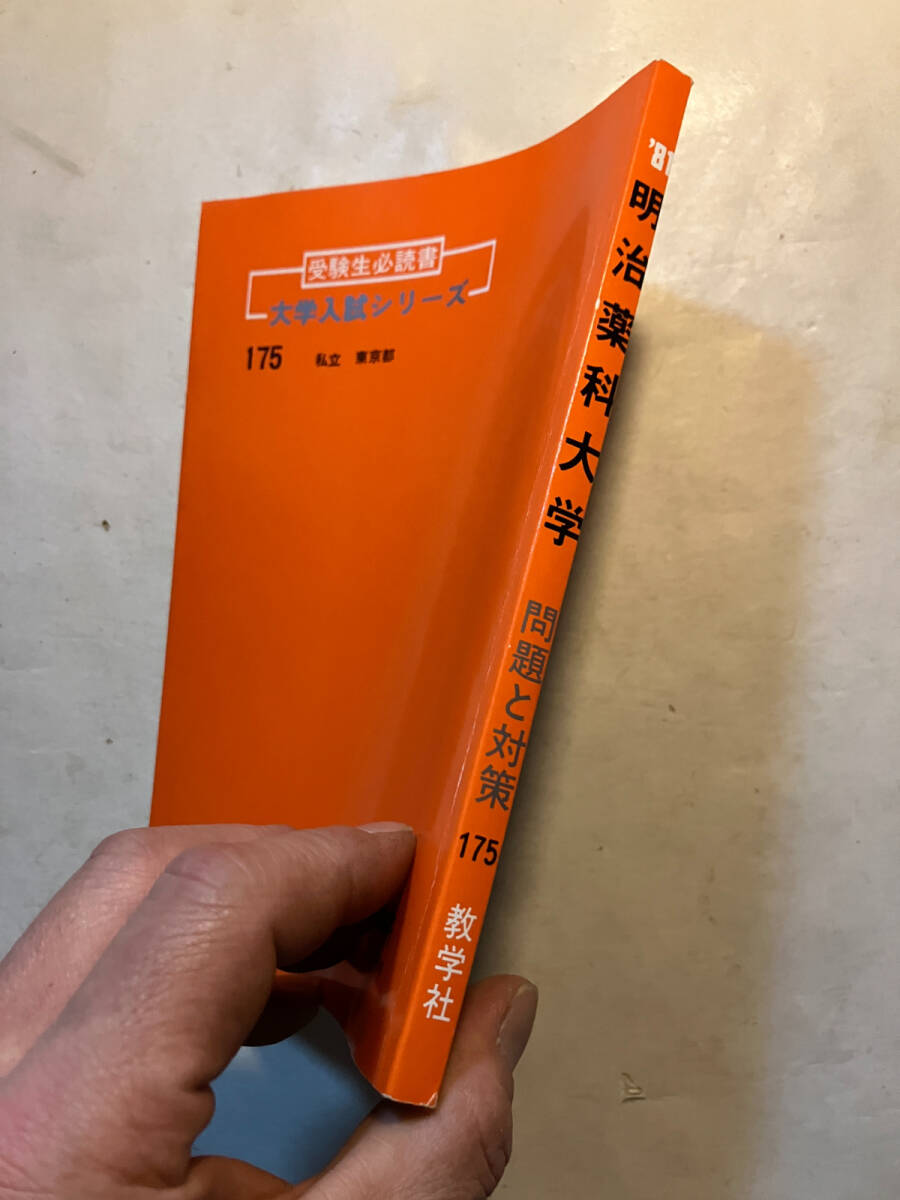 受験生必読書
大学入試シリーズ
175 私立 東京都
'81 明治薬科大学 問題と対策 175 教学社